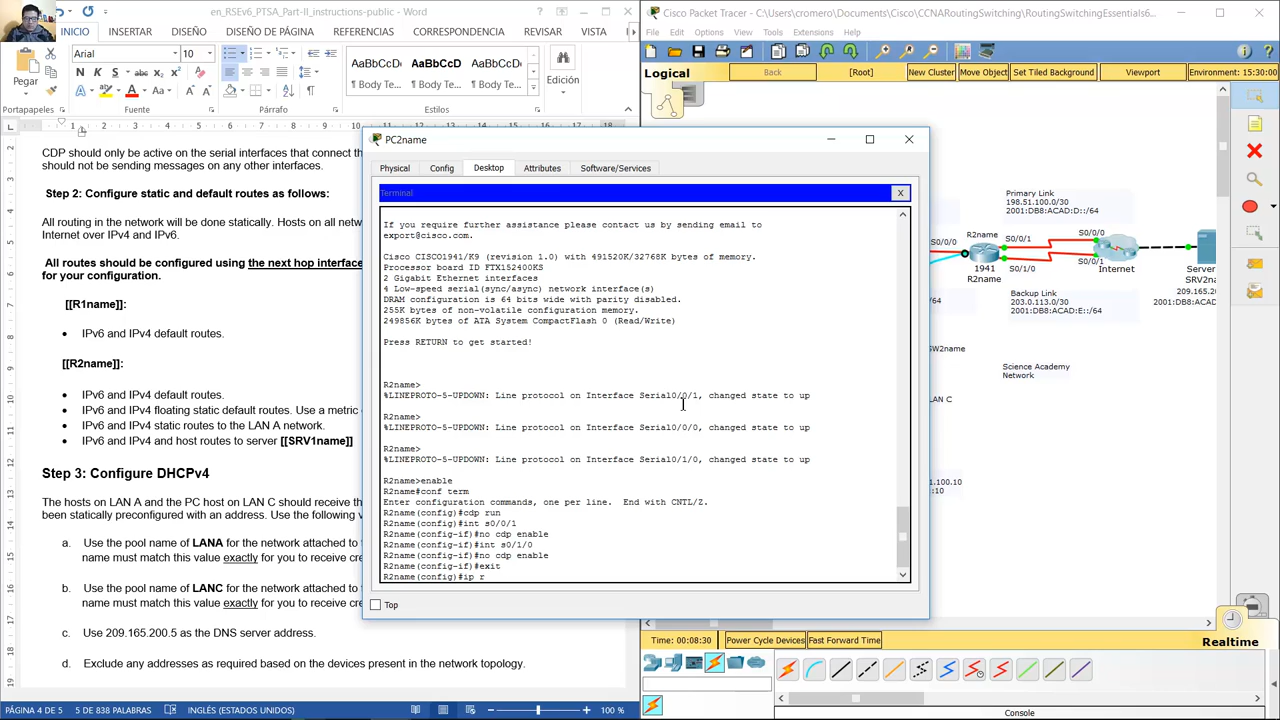 en_RSEv6_PTSA_Part-II_instructions-public - Word
INICIO
INSERTAR
DISEÑO
DISEÑO DE PÁGINA
REFERENCIAS
CORRESPONDENCIA
REVISAR
VISTA
Pegar
Arial
10
N K S abc x₂ x²
AaBbCcD AaBbCcD AaBbCcD
¶ Body Te... ¶ Body Te... ¶ Body Te...
Edición
Portapapeles
Fuente
Párrafo
Estilos
CDP should only be active on the serial interfaces that connect th
should not be sending messages on any other interfaces.
Step 2: Configure static and default routes as follows:
All routing in the network will be done statically. Hosts on all netw
Internet over IPv4 and IPv6.
All routes should be configured using the next hop interface
for your configuration.
[[R1name]:
• IPv6 and IPv4 default routes.
[[R2name]]:
• IPv6 and IPv4 default routes.
• IPv6 and IPv4 floating static default routes. Use a metric
• IPv6 and IPv4 static routes to the LAN A network.
• IPv6 and IPv4 and host routes to server [[SRV1name]]
Step 3: Configure DHCPv4
The hosts on LAN A and the PC host on LAN C should receive the
been statically preconfigured with an address. Use the following v
a. Use the pool name of LANA for the network attached to
name must match this value exactly for you to receive cre
b. Use the pool name of LANC for the network attached to
name must match this value exactly for you to receive cre
c. Use 209.165.200.5 as the DNS server address.
d. Exclude any addresses as required based on the devices present in the network topology.
PÁGINA 4 DE 5
5 de 838 PALABRAS
INGLÉS (ESTADOS UNIDOS)
100 %
PC2name
Physical
Config
Desktop
Attributes
Software/Services
Terminal
X
If you require further assistance please contact us by sending email to
export@cisco.com.
Cisco CISCO1941/K9 (revision 1.0) with 491520K/32768K bytes of memory.
Processor board ID FTX152400KS
2 Gigabit Ethernet interfaces
4 Low-speed serial(sync/async) network interface(s)
DRAM configuration is 64 bits wide with parity disabled.
255K bytes of non-volatile configuration memory.
249856K bytes of ATA System CompactFlash 0 (Read/Write)
Press RETURN to get started!
R2name>
%LINEPROTO-5-UPDOWN: Line protocol on Interface Serial0/0/1, changed state to up
R2name>
%LINEPROTO-5-UPDOWN: Line protocol on Interface Serial0/0/0, changed state to up
R2name>
%LINEPROTO-5-UPDOWN: Line protocol on Interface Serial0/1/0, changed state to up
R2name>enable
R2name#conf term
Enter configuration commands, one per line.  End with CNTL/Z.
R2name(config)#cdp run
R2name(config)#int s0/0/1
R2name(config-if)#no cdp enable
R2name(config-if)#int s0/1/0
R2name(config-if)#no cdp enable
R2name(config-if)#exit
R2name(config)#ip r
Top
Cisco Packet Tracer - C:\cromero\Documents\Cisco\CCNARoutingSwitching\RoutingSwitchingEssentials6...
File
Edit
Options
View
Tools
Extensions
Help
Logical
Back
[Root]
New Cluster
Move Object
Set Tiled Background
Viewport
Environment: 15:30:00
Primary Link
198.51.100.0/30
2001:DB8:ACAD:D::/64
R2name
S0/0/0
S0/0/1
S0/0/0
1941
R2name
S0/1/0
S0/0/1
Internet
Server
SRV2name
209.165.20
2001:DB8:A
Backup Link
203.0.113.0/30
2001:DB8:ACAD:E::/64
W2name
Science Academy
Network
AN C
.100.0
:10
Time: 00:08:30
Power Cycle Devices
Fast Forward Time
Realtime
Console